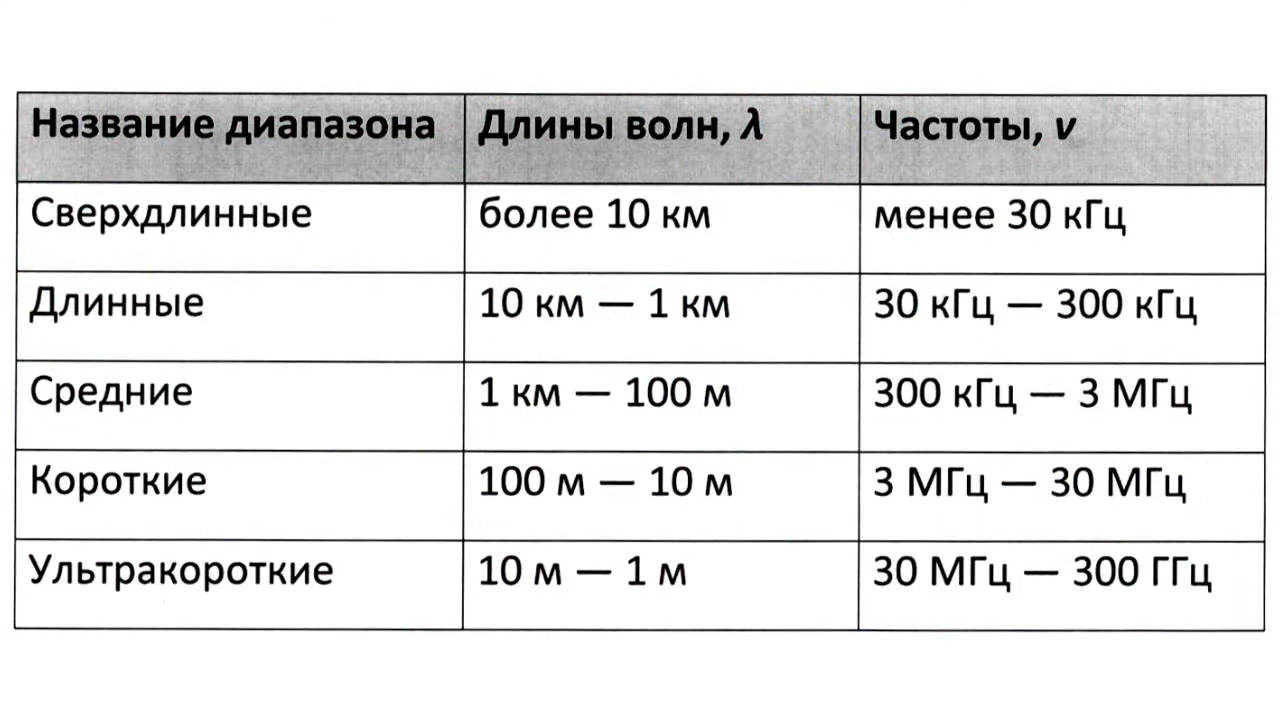 Название диапазона Длины волн, λ Частоты, ν
Сверхдлинные более 10 км менее 30 кГц
Длинные 10 км — 1 км 30 кГц — 300 кГц
Средние 1 км — 100 м 300 кГц — 3 МГц
Короткие 100 м — 10 м 3 МГц — 30 МГц
Ультракороткие 10 м — 1 м 30 МГц — 300 ГГц